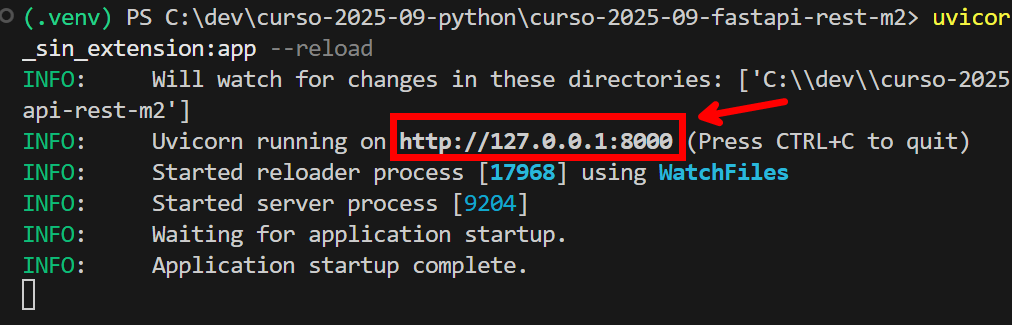 (.venv) PS C:\dev\curso-2025-09-python\curso-2025-09-fastapi-rest-m2> uvicor
_sin_extension:app --reload
INFO:     Will watch for changes in these directories: ['C:\\dev\\curso-2025
api-rest-m2']
INFO:     Uvicorn running on http://127.0.0.1:8000 (Press CTRL+C to quit)
INFO:     Started reloader process [17968] using WatchFiles
INFO:     Started server process [9204]
INFO:     Waiting for application startup.
INFO:     Application startup complete.